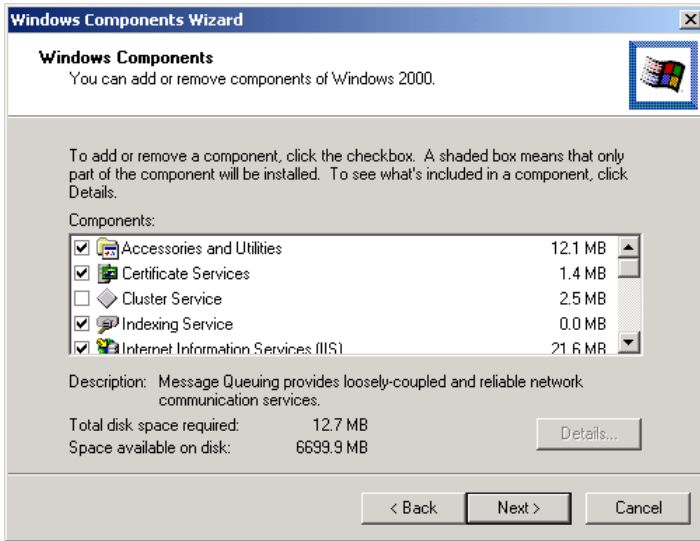 Windows Components Wizard
Windows Components
You can add or remove components of Windows 2000.
To add or remove a component, click the checkbox. A shaded box means that only
part of the component will be installed. To see what's included in a component, click
Details.
Components:
Accessories and Utilities 12.1 MB
Certificate Services 1.4 MB
Cluster Service 2.5 MB
Indexing Service 0.0 MB
Internet Information Services (IIS) 21.6 MB
Description: Message Queuing provides loosely-coupled and reliable network
communication services.
Total disk space required: 12.7 MB
Space available on disk: 6699.9 MB
Details...
< Back Next > Cancel